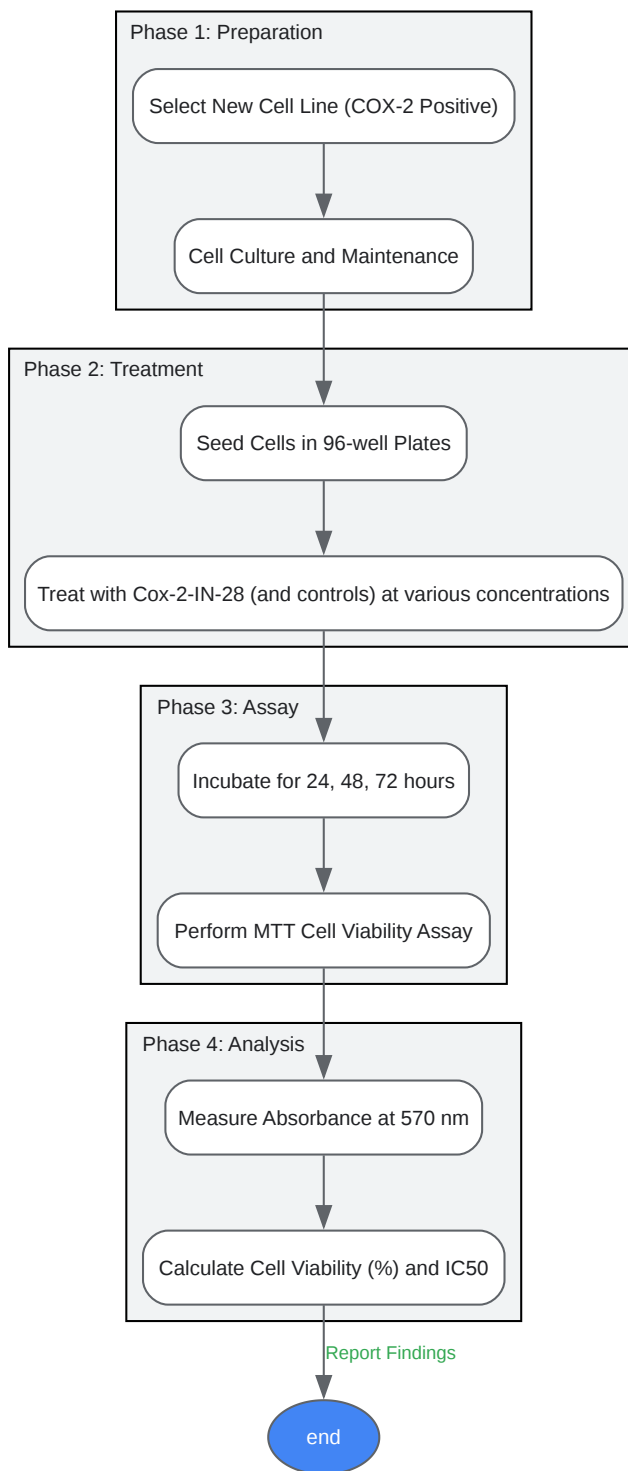 Phase 1: Preparation
Select New Cell Line (COX-2 Positive)
Cell Culture and Maintenance
Phase 2: Treatment
Seed Cells in 96-well Plates
Treat with Cox-2-IN-28 (and controls) at various concentrations
Phase 3: Assay
Incubate for 24, 48, 72 hours
Perform MTT Cell Viability Assay
Phase 4: Analysis
Measure Absorbance at 570 nm
Calculate Cell Viability (%) and IC50
Report Findings
end